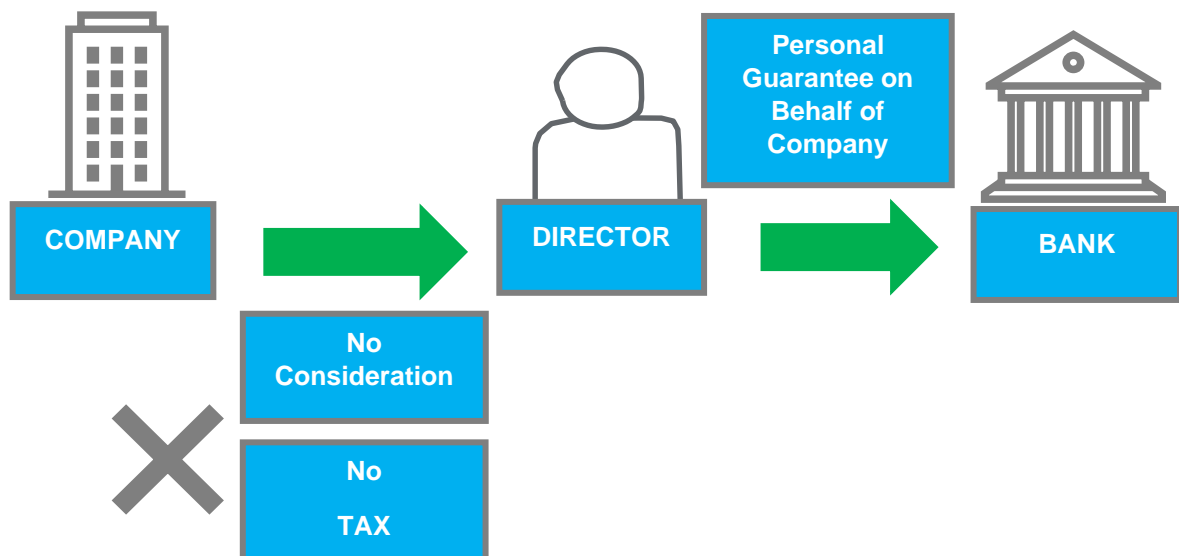 Personal
Guarantee on
Behalf of
Company
COMPANY
DIRECTOR
BANK
No
Consideration
No
TAX